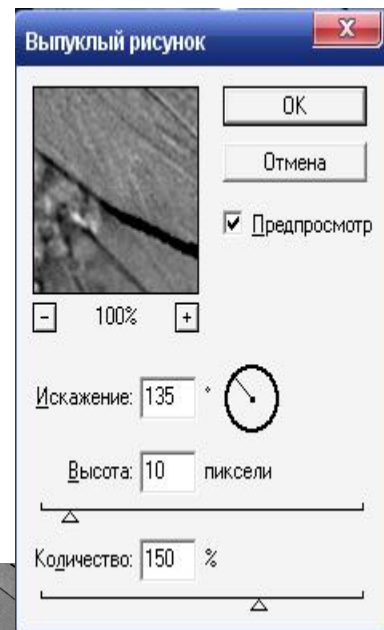 Выпуклый рисунок
X
OK
Отмена
Предпросмотр
- 100% +
Искажение: 135 °
Высота: 10 пиксели
Количество: 150 %